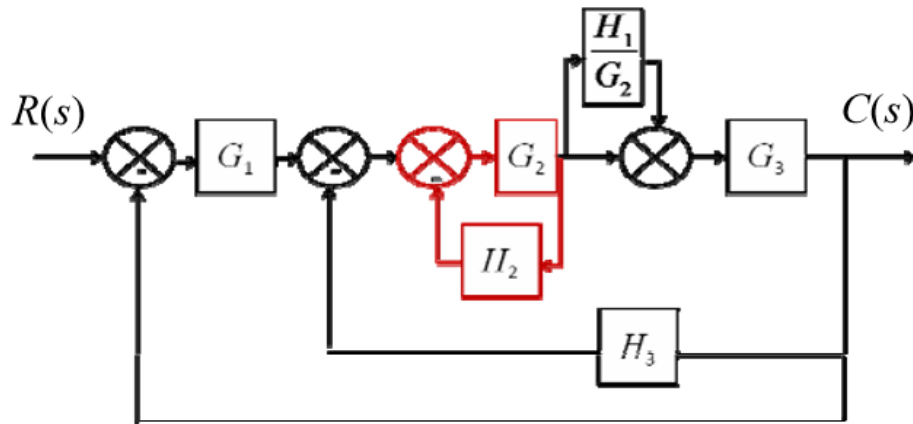 H₁
G₂
R(s) C(s)
G₁ G₂ G₃
- - -
H₂
H₃